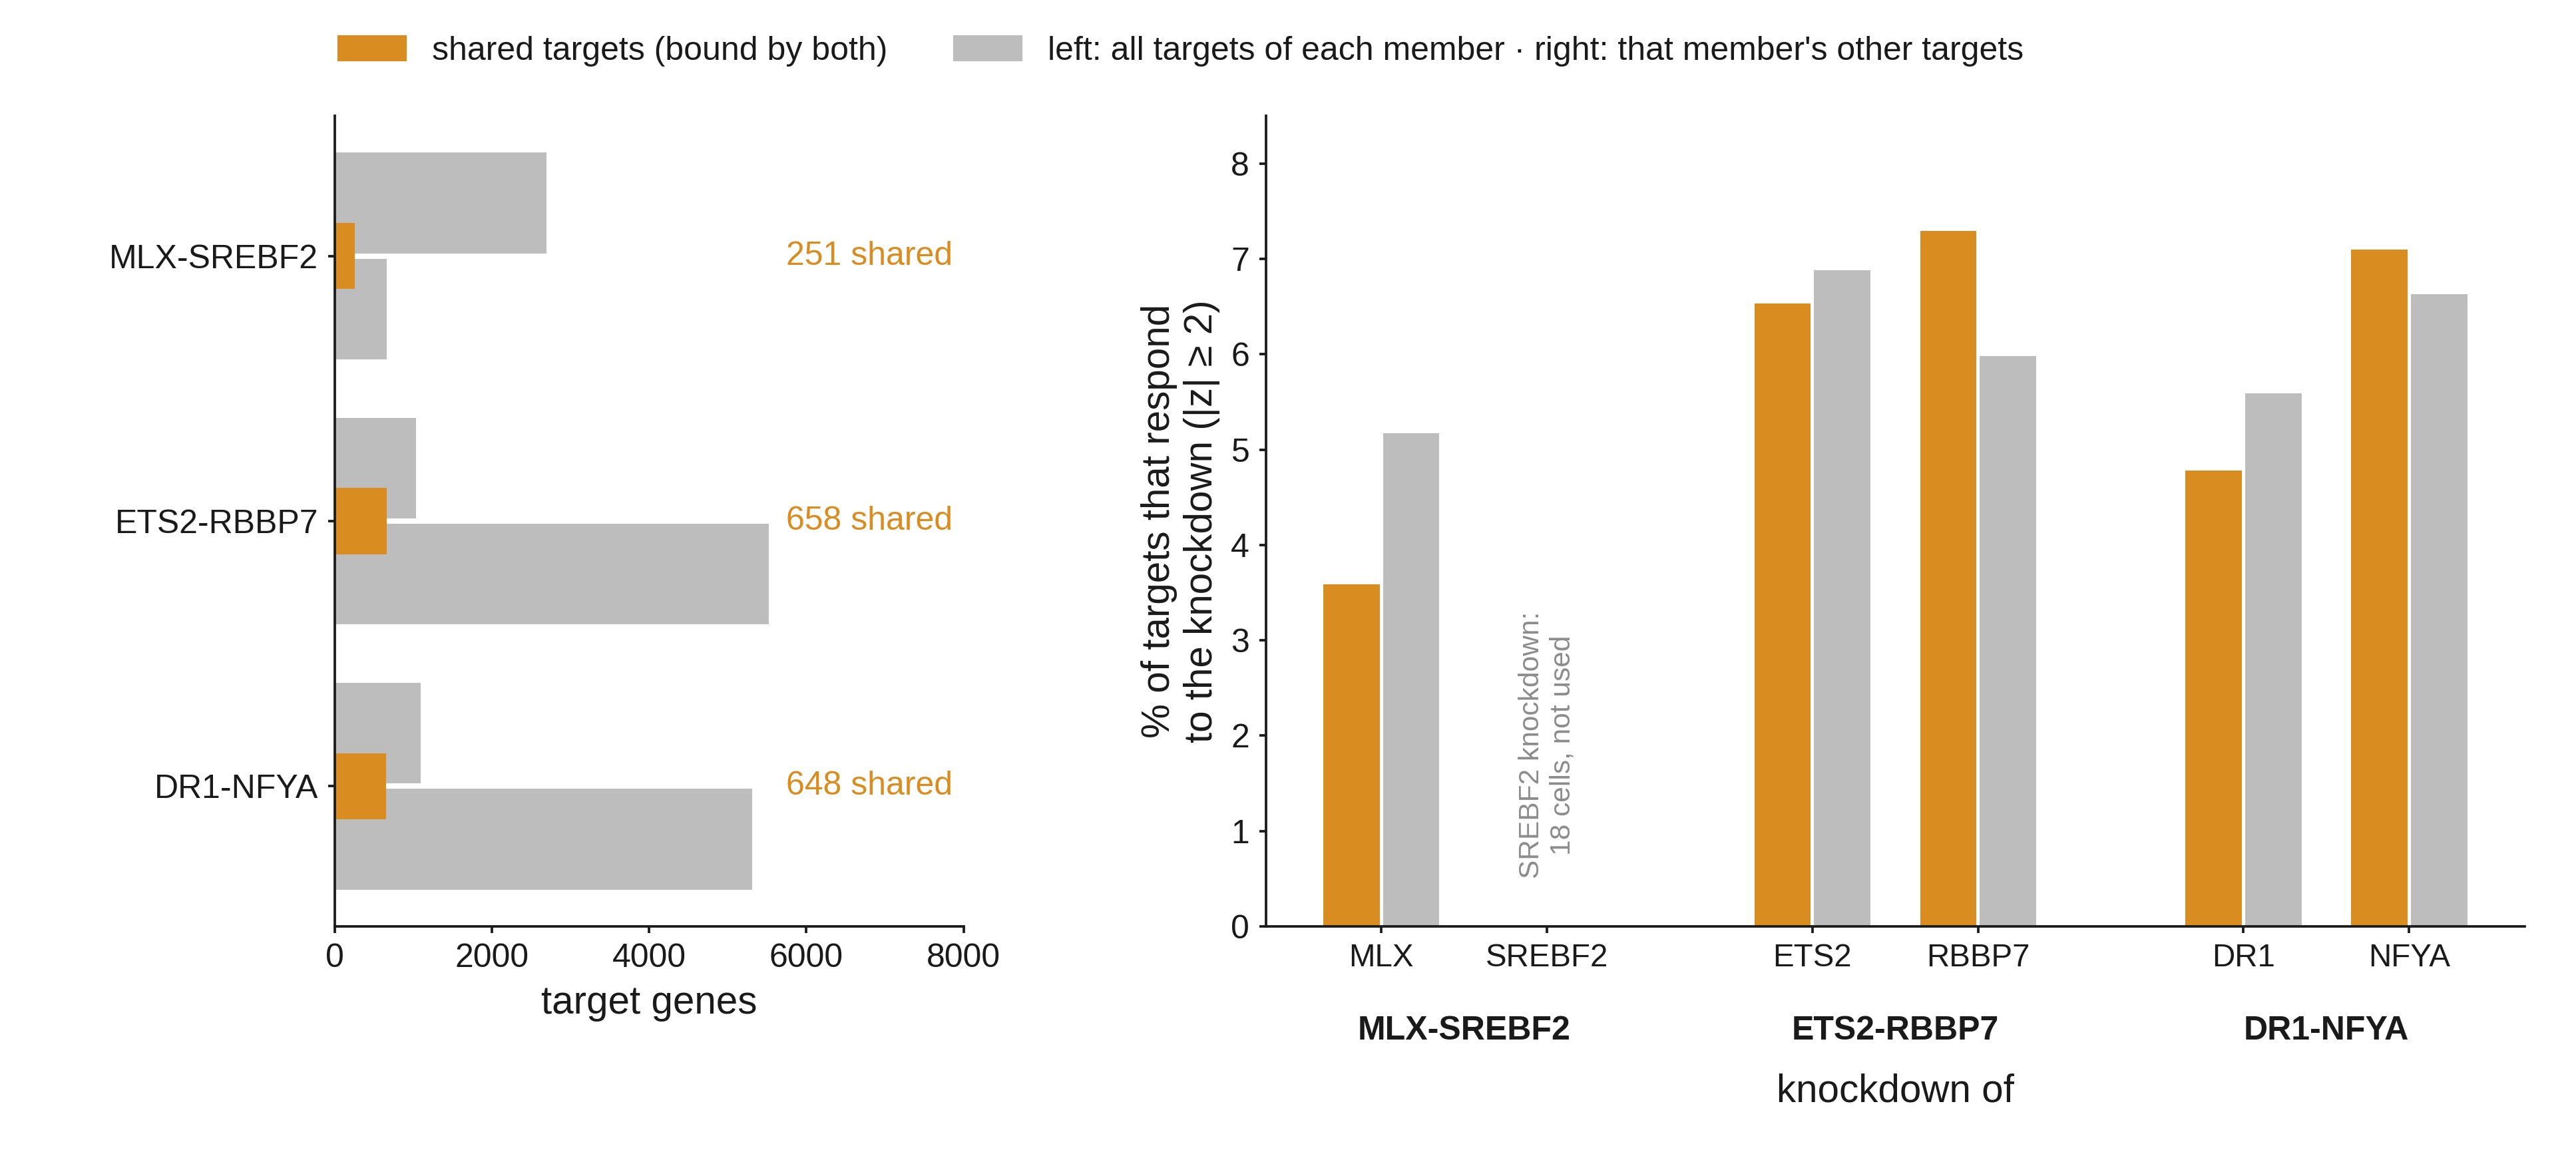 shared targets (bound by both)
left: all targets of each member · right: that member's other targets
MLX-SREBF2
ETS2-RBBP7
DR1-NFYA
251 shared
658 shared
648 shared
0 2000 4000 6000 8000
target genes
% of targets that respond
to the knockdown (|z| ≥ 2)
8
7
6
5
4
3
2
1
0
SREBF2 knockdown:
18 cells, not used
MLX SREBF2 ETS2 RBBP7 DR1 NFYA
MLX-SREBF2 ETS2-RBBP7 DR1-NFYA
knockdown of